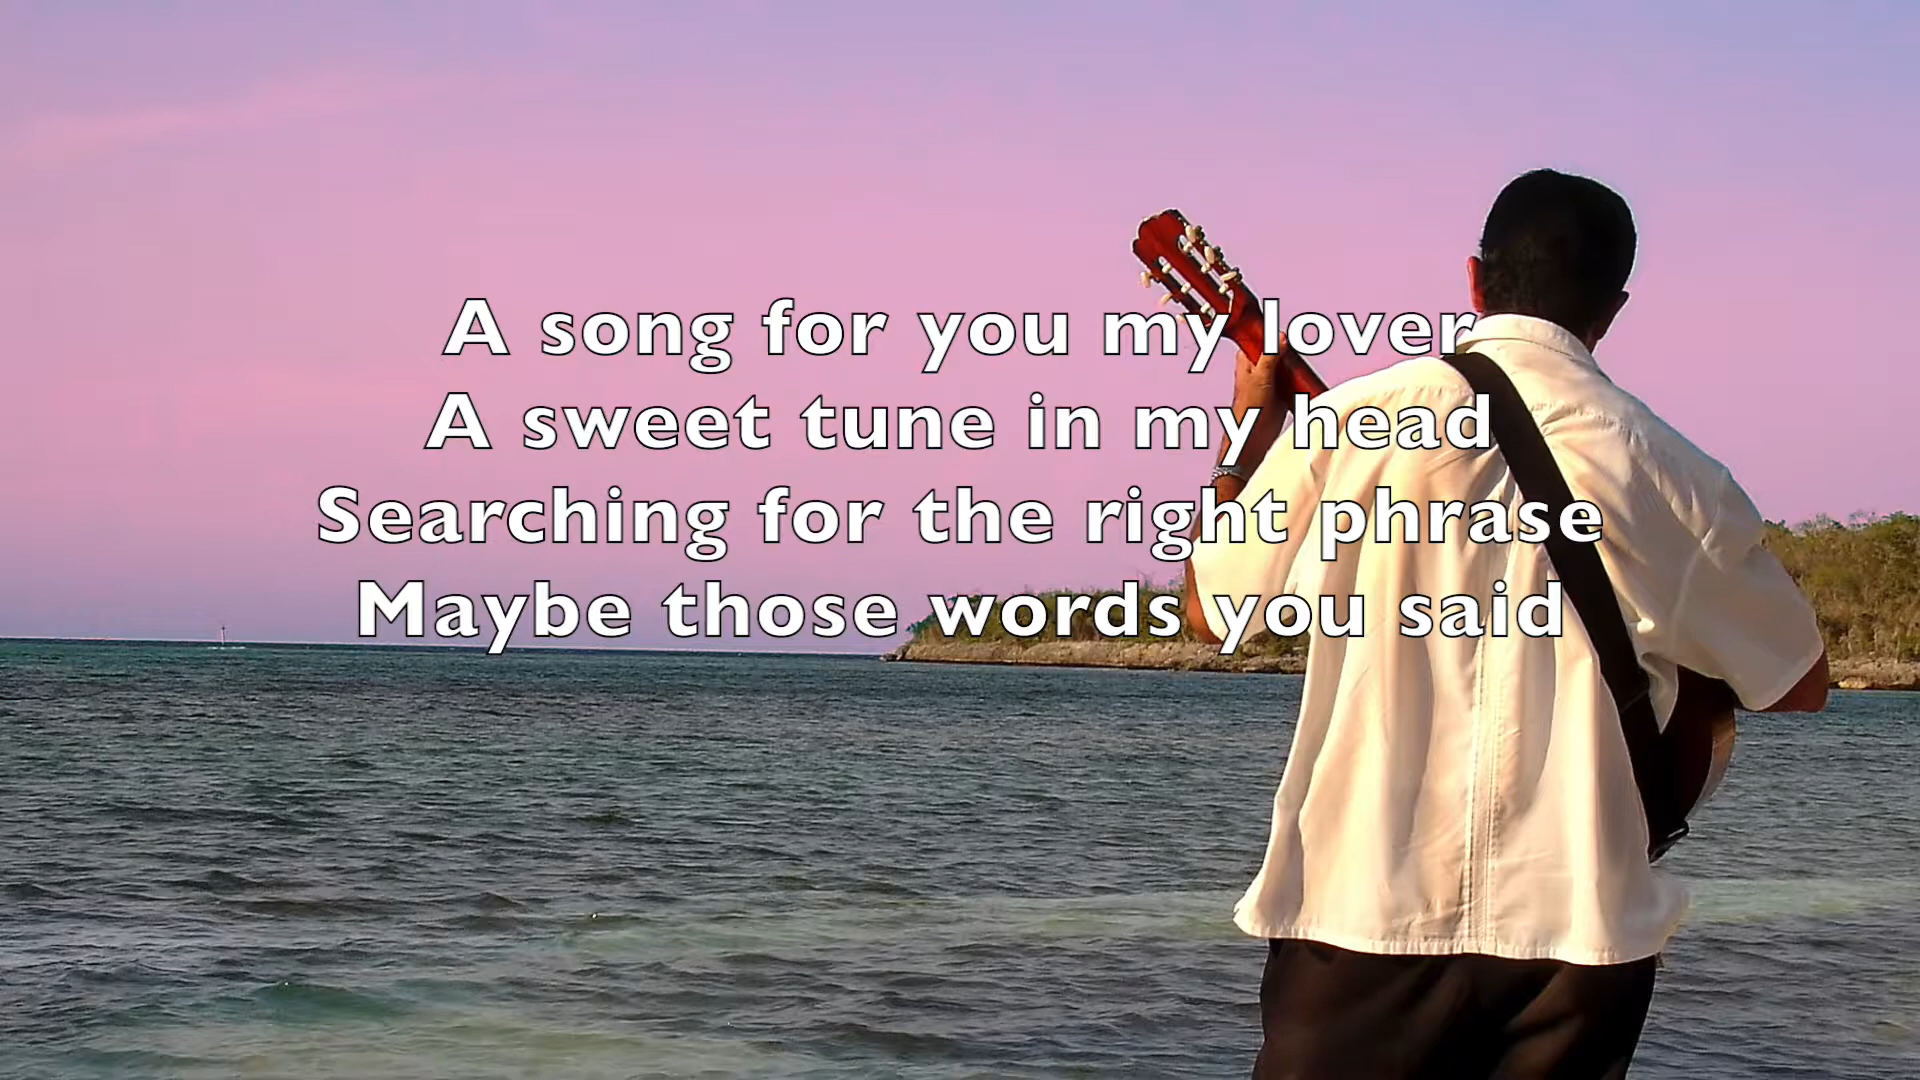 A song for you my lover
A sweet tune in my head
Searching for the right phrase
Maybe those words you said